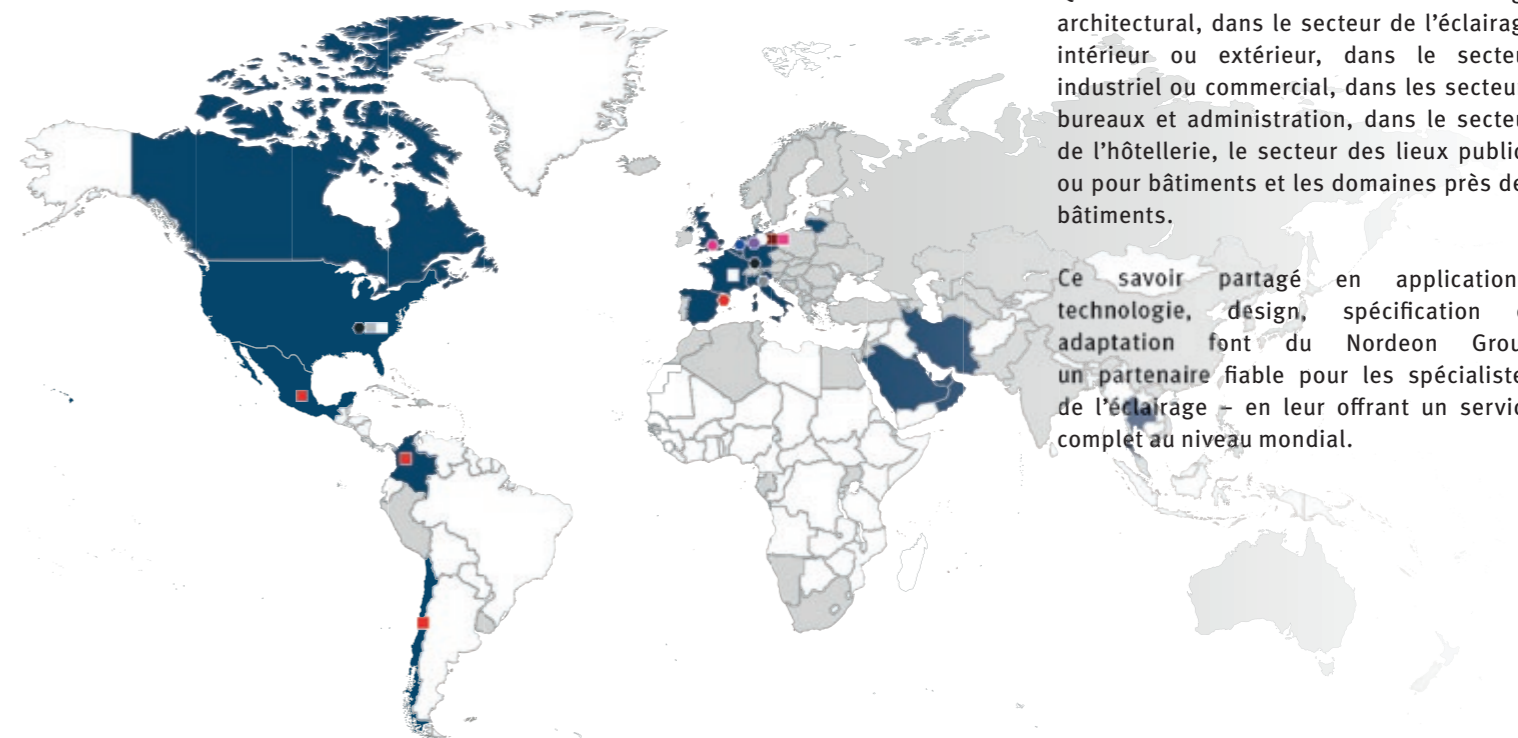 architectural, dans le secteur de l’éclairag
intérieur ou extérieur, dans le secteu
industriel ou commercial, dans les secteur
bureaux et administration, dans le secteu
de l’hôtellerie, le secteur des lieux public
ou pour bâtiments et les domaines près de
bâtiments.
Ce savoir partagé en application
technologie, design, spécification e
adaptation font du Nordeon Grou
un partenaire fiable pour les spécialiste
de l’éclairage – en leur offrant un servic
complet au niveau mondial.